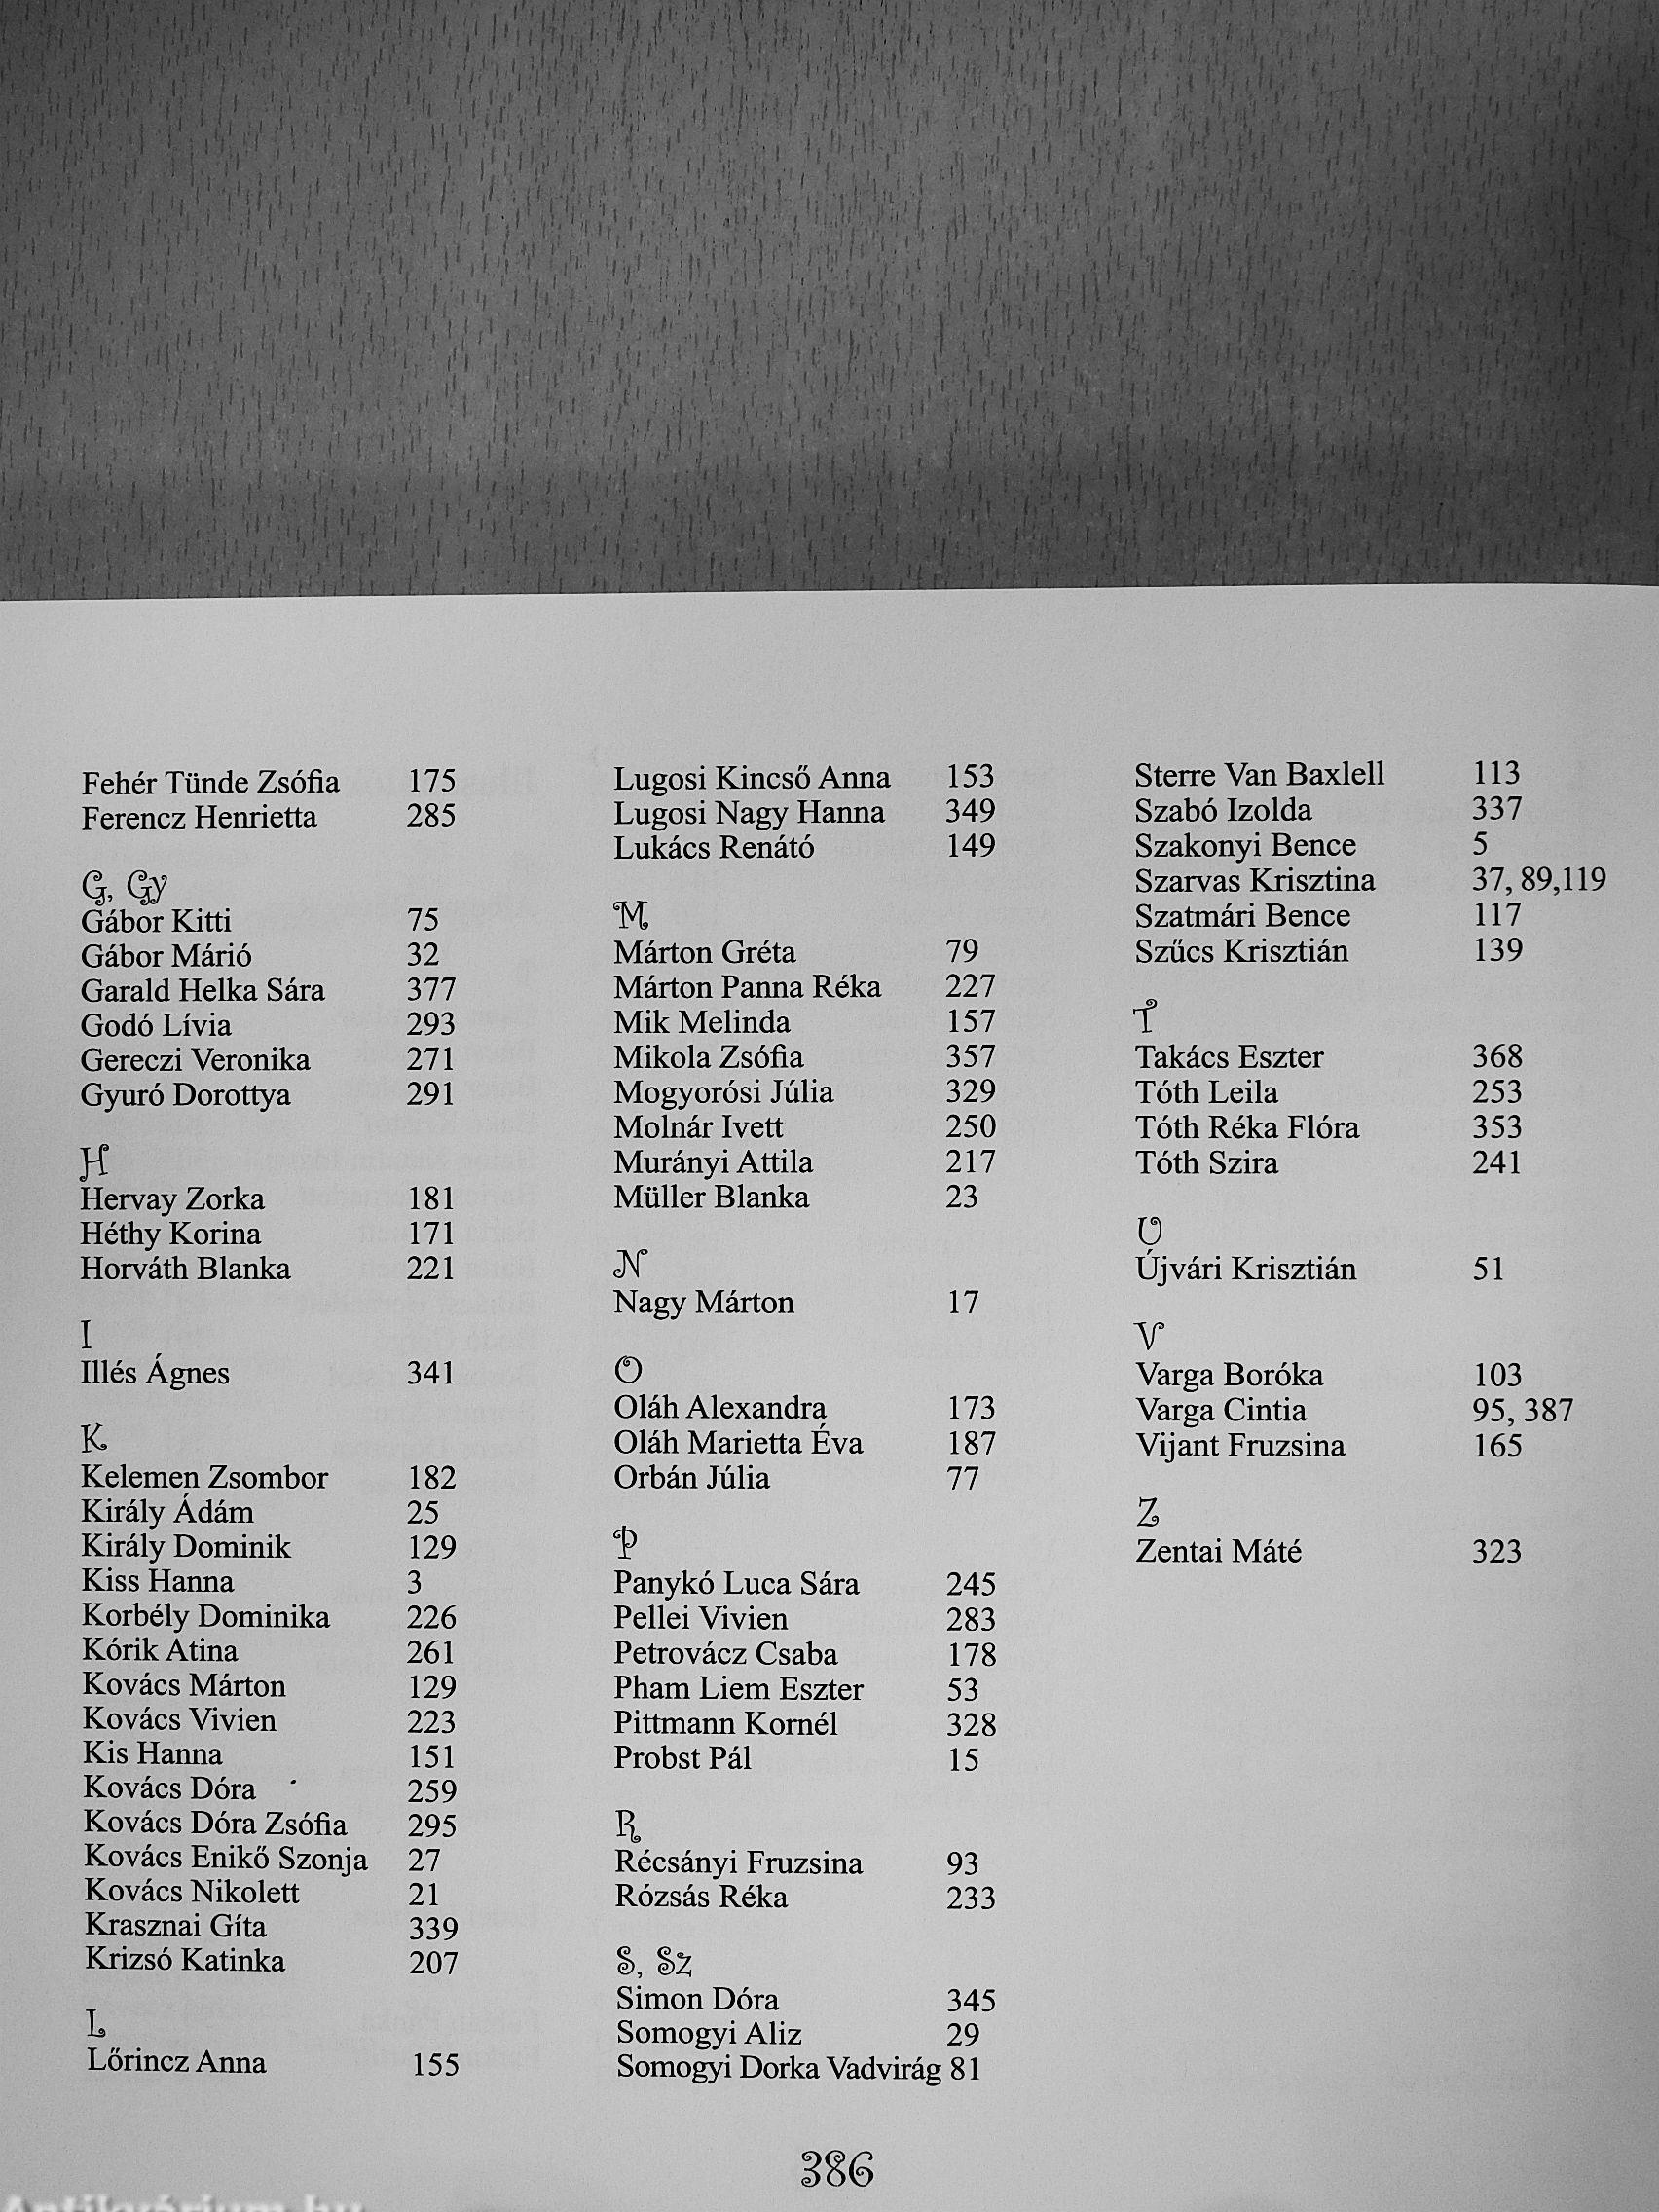 Fehér Tünde Zsófia 175
Ferencz Henrietta 285
G, Gy
Gábor Kitti 75
Gábor Márió 32
Garald Helka Sára 377
Godó Lívia 293
Gereczi Veronika 271
Gyuró Dorottya 291
H
Hervay Zorka 181
Héthy Korina 171
Horváth Blanka 221
I
Illés Ágnes 341
K
Kelemen Zsombor 182
Király Ádám 25
Király Dominik 129
Kiss Hanna 3
Korbély Dominika 226
Kórik Atina 261
Kovács Márton 129
Kovács Vivien 223
Kis Hanna 151
Kovács Dóra 259
Kovács Dóra Zsófia 295
Kovács Enikő Szonja 27
Kovács Nikolett 21
Krasznai Gíta 339
Krizsó Katinka 207
L
Lőrincz Anna 155
Lugosi Kincső Anna 153
Lugosi Nagy Hanna 349
Lukács Renátó 149
M
Márton Gréta 79
Márton Panna Réka 227
Mik Melinda 157
Mikola Zsófia 357
Mogyorósi Júlia 329
Molnár Ivett 250
Murányi Attila 217
Müller Blanka 23
N
Nagy Márton 17
O
Oláh Alexandra 173
Oláh Marietta Éva 187
Orbán Júlia 77
P
Panykó Luca Sára 245
Pellei Vivien 283
Petrovácz Csaba 178
Pham Liem Eszter 53
Pittmann Kornél 328
Probst Pál 15
R
Récsányi Fruzsina 93
Rózsás Réka 233
S, Sz
Simon Dóra 345
Somogyi Aliz 29
Somogyi Dorka Vadvirág 81
Sterre Van Baxlell 113
Szabó Izolda 337
Szakonyi Bence 5
Szarvas Krisztina 37, 89,119
Szatmári Bence 117
Szűcs Krisztián 139
T
Takács Eszter 368
Tóth Leila 253
Tóth Réka Flóra 353
Tóth Szira 241
U
Újvári Krisztián 51
V
Varga Boróka 103
Varga Cintia 95, 387
Vijant Fruzsina 165
Z
Zentai Máté 323
386
Antikvárium.hu